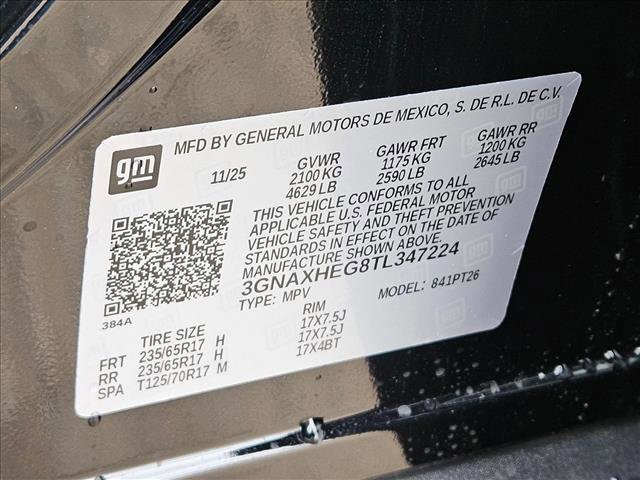 MFD BY GENERAL MOTORS DE MEXICO, S. DE R.L. DE C.V.
gm
11/25 GVWR GAWR FRT GAWR RR
2100 KG 1175 KG 1200 KG
4629 LB 2590 LB 2645 LB
THIS VEHICLE CONFORMS TO ALL
APPLICABLE U.S. FEDERAL MOTOR
VEHICLE SAFETY AND THEFT PREVENTION
STANDARDS IN EFFECT ON THE DATE OF
MANUFACTURE SHOWN ABOVE.
3GNAXHEG8TL347224
TYPE: MPV MODEL: 841PT26
384A
TIRE SIZE RIM
FRT 235/65R17 H 17X7.5J
RR 235/65R17 H 17X7.5J
SPA T125/70R17 M 17X4BT